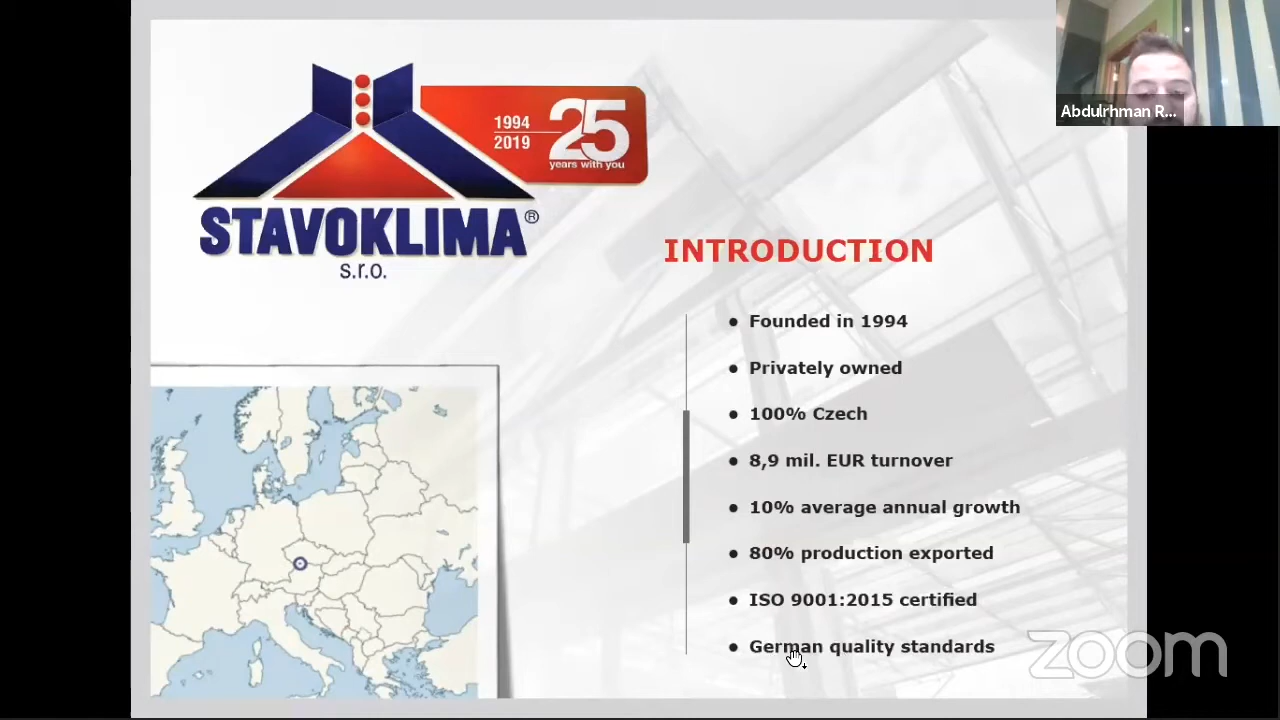 1994
2019
25
years with you
STAVOKLIMA®
s.r.o.
Abdulrhman R...
INTRODUCTION
● Founded in 1994
● Privately owned
● 100% Czech
● 8,9 mil. EUR turnover
● 10% average annual growth
● 80% production exported
● ISO 9001:2015 certified
● German quality standards
zoom